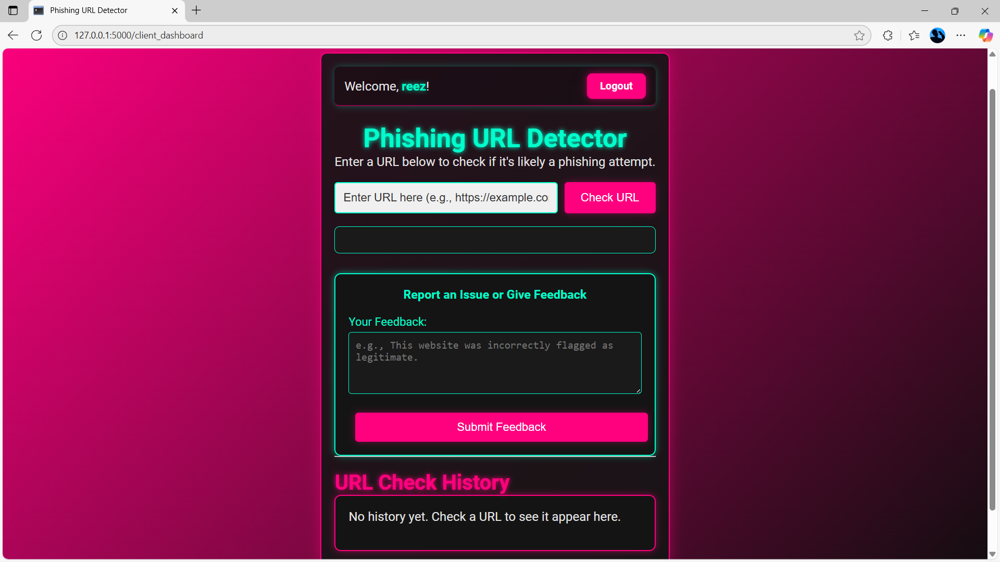 Phishing URL Detector
127.0.0.1:5000/client_dashboard
Welcome, reez!
Logout
Phishing URL Detector
Enter a URL below to check if it's likely a phishing attempt.
Enter URL here (e.g., https://example.co
Check URL
Report an Issue or Give Feedback
Your Feedback:
e.g., This website was incorrectly flagged as
legitimate.
Submit Feedback
URL Check History
No history yet. Check a URL to see it appear here.